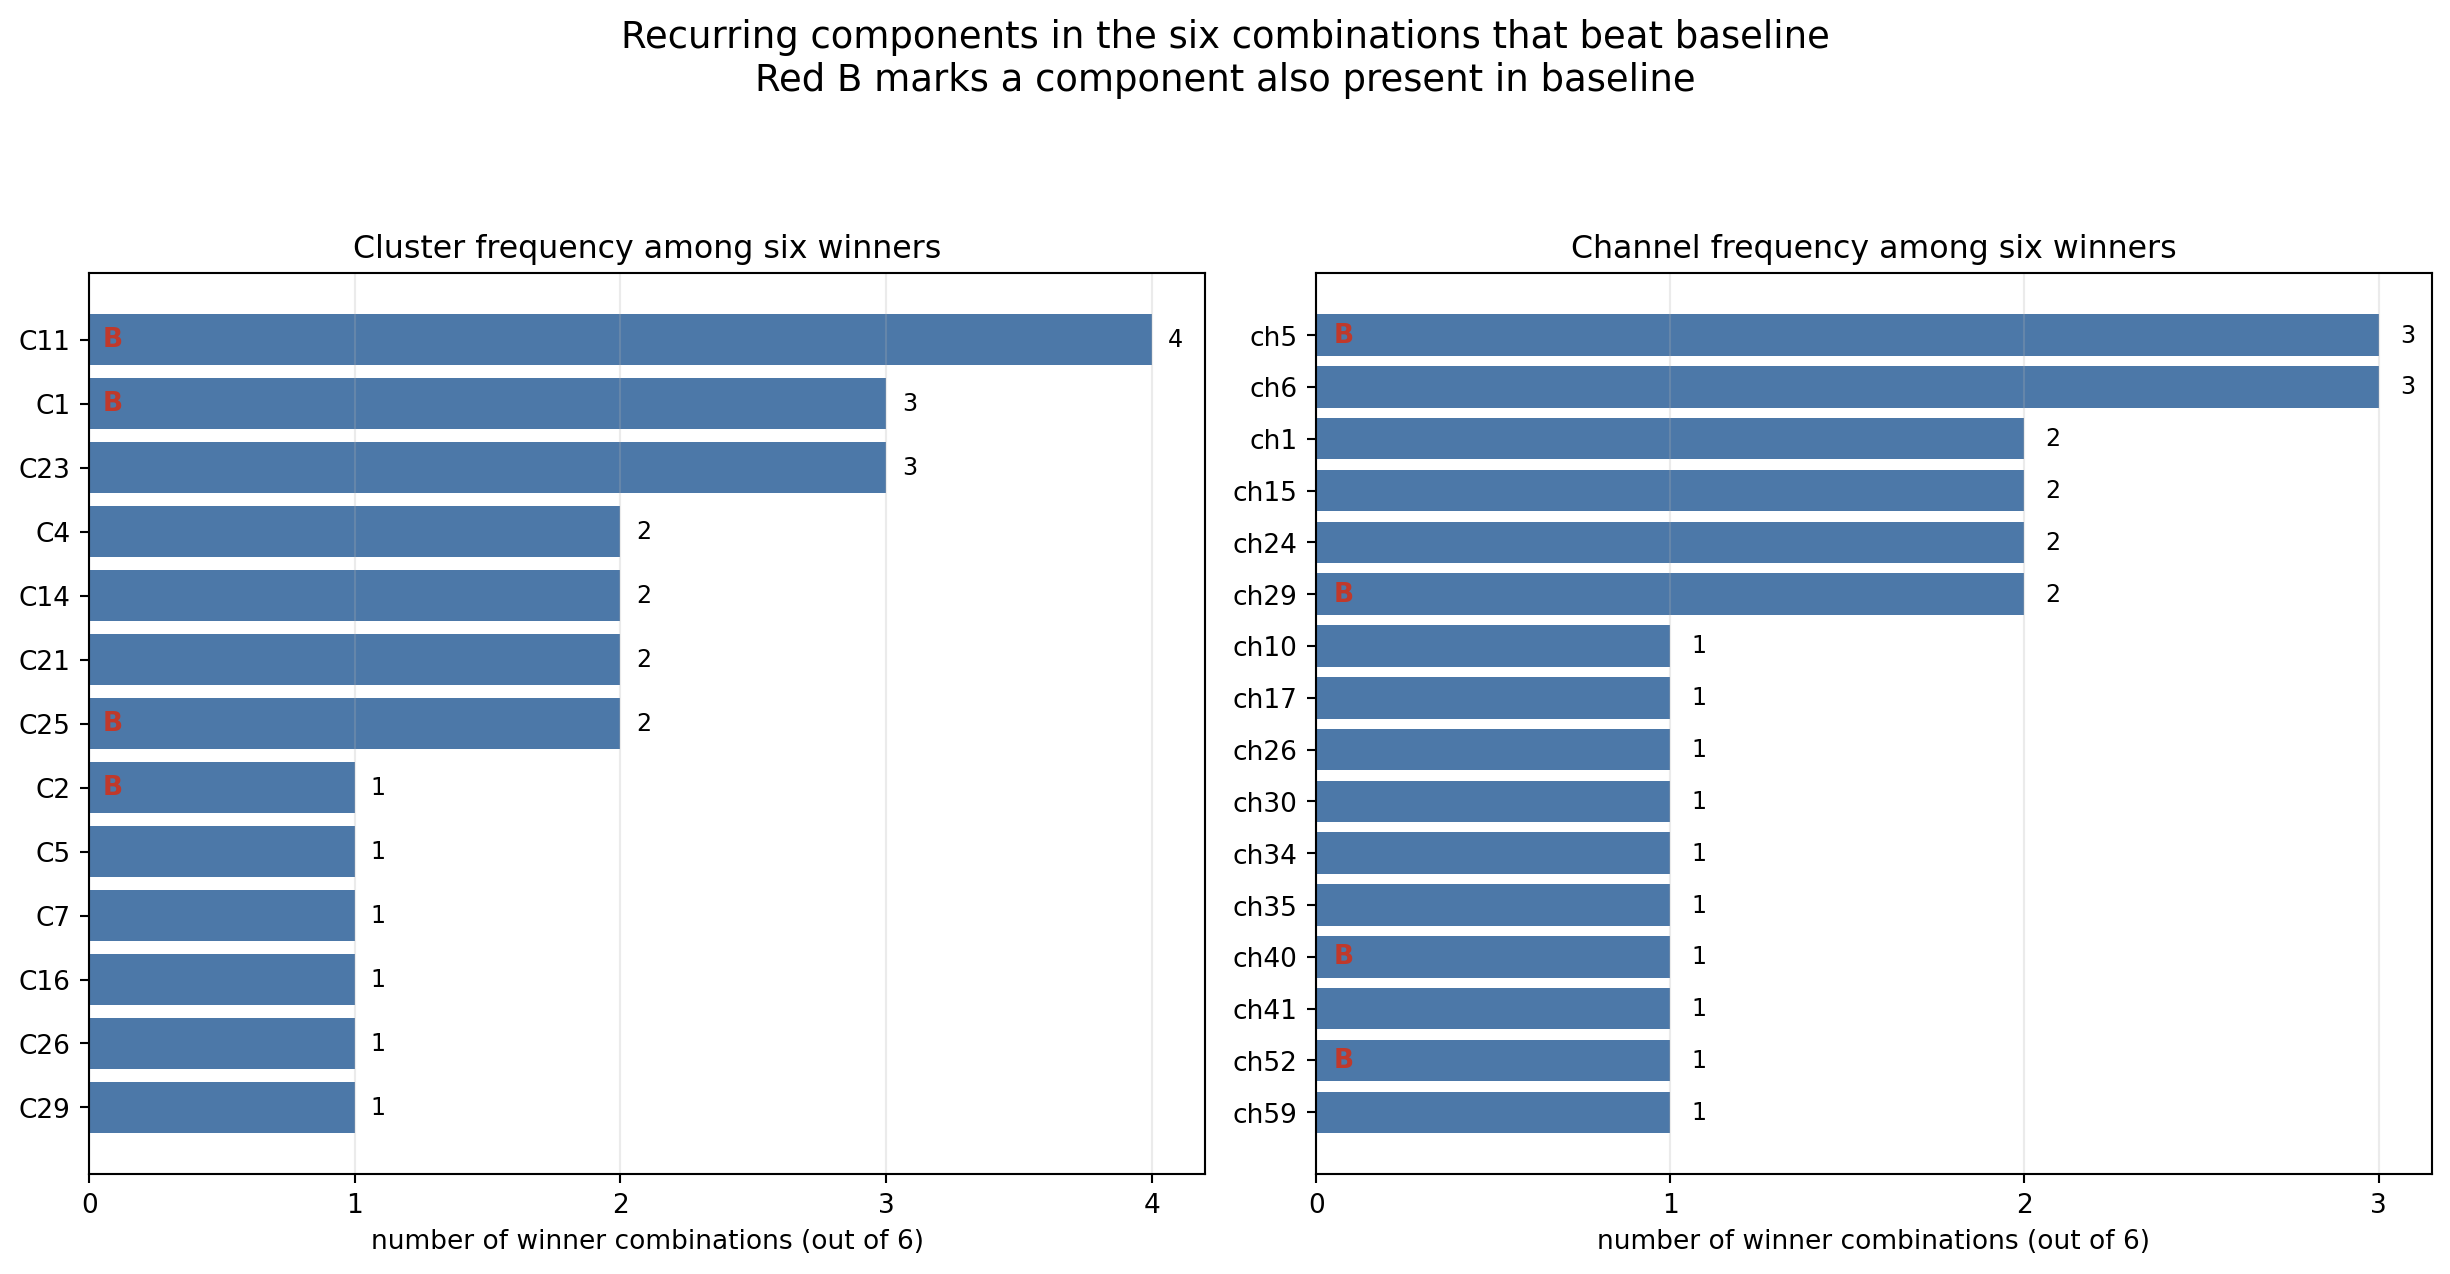 Recurring components in the six combinations that beat baseline
Red B marks a component also present in baseline
Cluster frequency among six winners
C11 B 4
C1 B 3
C23 3
C4 2
C14 2
C21 2
C25 B 2
C2 B 1
C5 1
C7 1
C16 1
C26 1
C29 1
0 1 2 3 4
number of winner combinations (out of 6)
Channel frequency among six winners
ch5 B 3
ch6 3
ch1 2
ch15 2
ch24 2
ch29 B 2
ch10 1
ch17 1
ch26 1
ch30 1
ch34 1
ch35 1
ch40 B 1
ch41 1
ch52 B 1
ch59 1
0 1 2 3
number of winner combinations (out of 6)